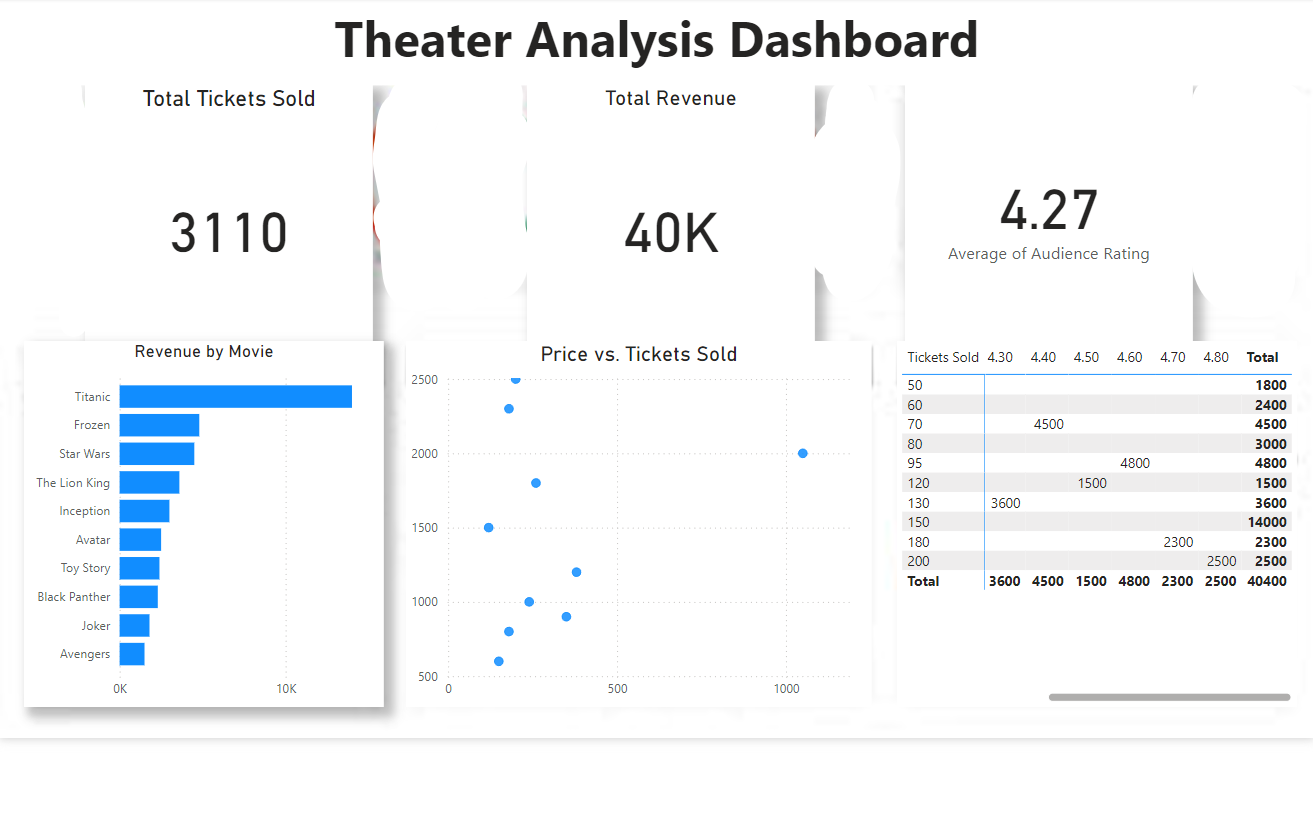 Theater Analysis Dashboard
Total Tickets Sold
3110
Total Revenue
40K
4.27
Average of Audience Rating
Revenue by Movie
Titanic
Frozen
Star Wars
The Lion King
Inception
Avatar
Toy Story
Black Panther
Joker
Avengers
0K 10K
Price vs. Tickets Sold
2500
2000
1500
1000
500
0 500 1000
Tickets Sold 4.30 4.40 4.50 4.60 4.70 4.80 Total
50 1800
60 2400
70 4500 4500
80 3000
95 4800 4800
120 1500 1500
130 3600 3600
150 14000
180 2300 2300
200 2500 2500
Total 3600 4500 1500 4800 2300 2500 40400